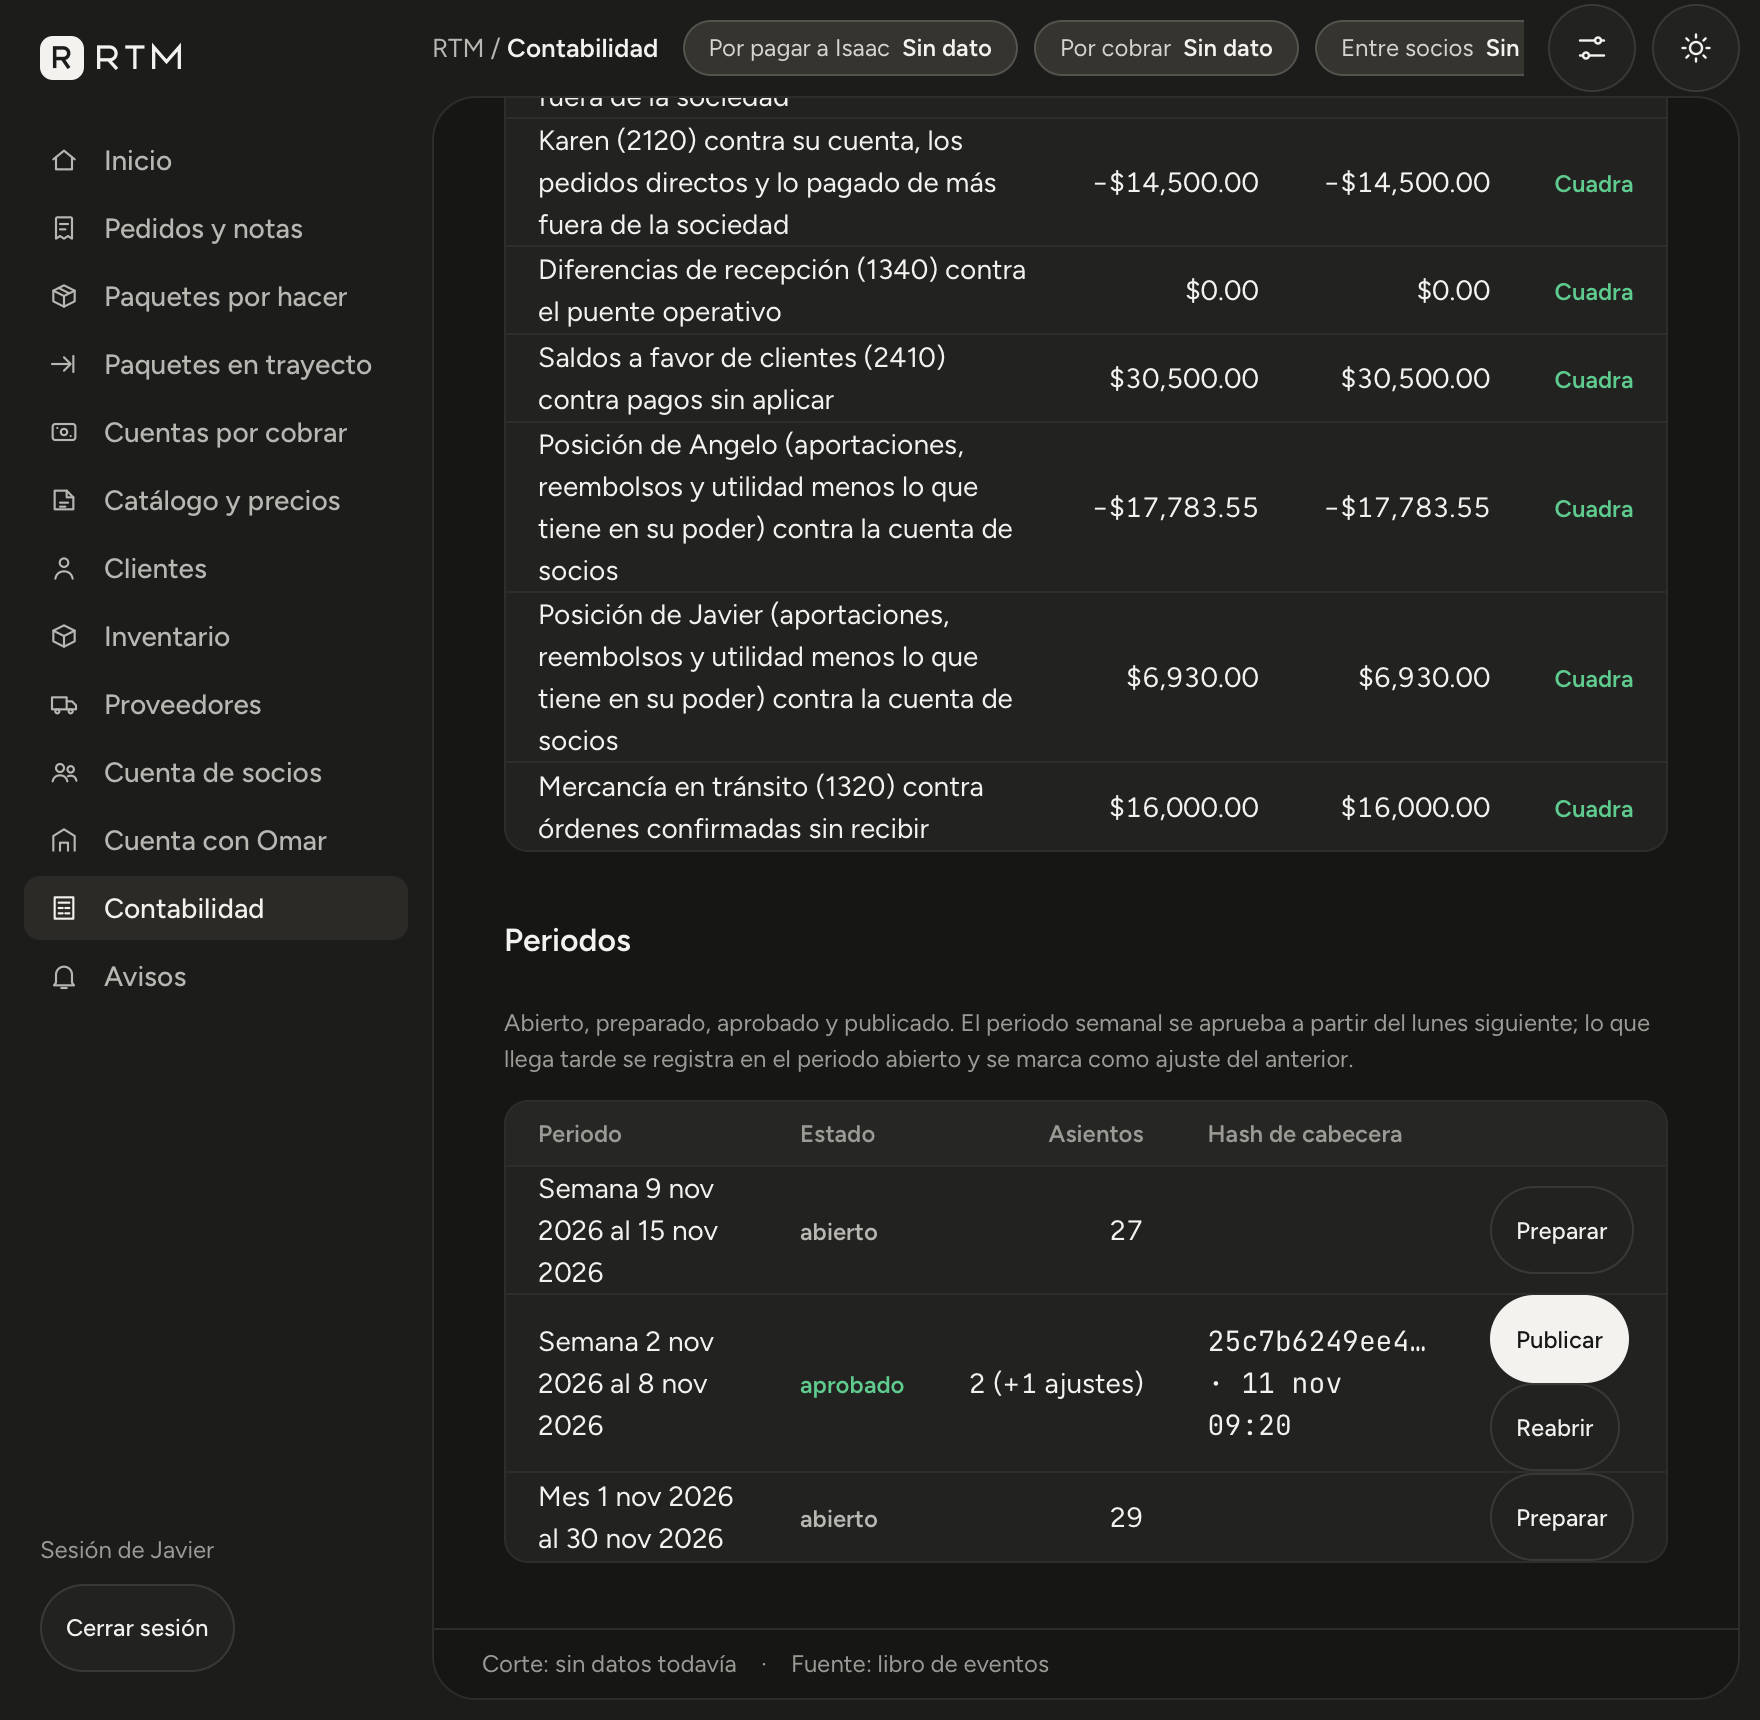 RTM
RTM / Contabilidad
Por pagar a Isaac Sin dato
Por cobrar Sin dato
Entre socios Sin
Inicio
Pedidos y notas
Paquetes por hacer
Paquetes en trayecto
Cuentas por cobrar
Catálogo y precios
Clientes
Inventario
Proveedores
Cuenta de socios
Cuenta con Omar
Contabilidad
Avisos
Sesión de Javier
Cerrar sesión
fuera de la sociedad
Karen (2120) contra su cuenta, los
pedidos directos y lo pagado de más
fuera de la sociedad
-$14,500.00 -$14,500.00 Cuadra
Diferencias de recepción (1340) contra
el puente operativo
$0.00 $0.00 Cuadra
Saldos a favor de clientes (2410)
contra pagos sin aplicar
$30,500.00 $30,500.00 Cuadra
Posición de Angelo (aportaciones,
reembolsos y utilidad menos lo que
tiene en su poder) contra la cuenta de
socios
-$17,783.55 -$17,783.55 Cuadra
Posición de Javier (aportaciones,
reembolsos y utilidad menos lo que
tiene en su poder) contra la cuenta de
socios
$6,930.00 $6,930.00 Cuadra
Mercancía en tránsito (1320) contra
órdenes confirmadas sin recibir
$16,000.00 $16,000.00 Cuadra
Periodos
Abierto, preparado, aprobado y publicado. El periodo semanal se aprueba a partir del lunes siguiente; lo que
llega tarde se registra en el periodo abierto y se marca como ajuste del anterior.
Periodo Estado Asientos Hash de cabecera
Semana 9 nov
2026 al 15 nov
2026
abierto 27 Preparar
Semana 2 nov
2026 al 8 nov
2026
aprobado 2 (+1 ajustes)
25c7b6249ee4…
· 11 nov
09:20
Publicar
Reabrir
Mes 1 nov 2026
al 30 nov 2026
abierto 29 Preparar
Corte: sin datos todavía · Fuente: libro de eventos